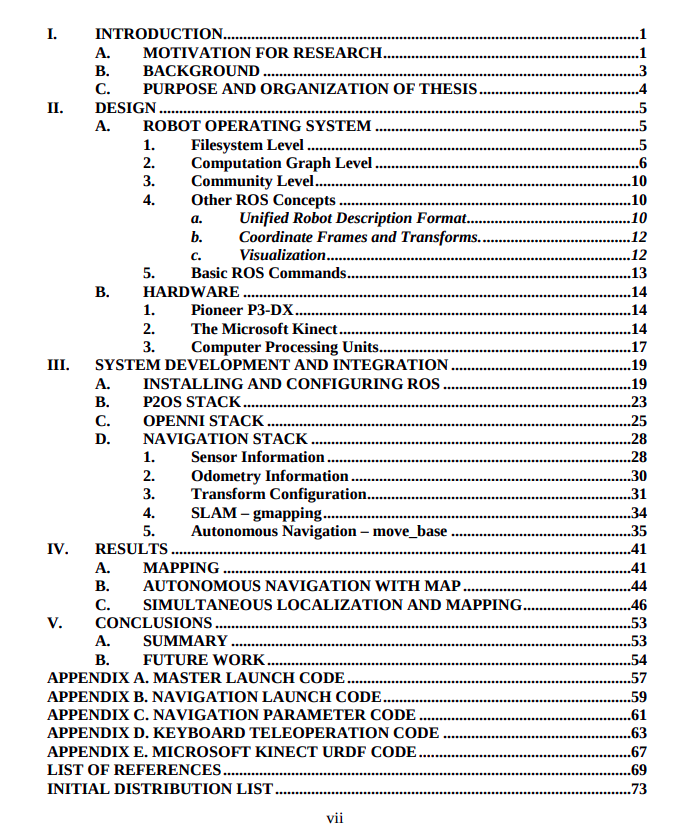 I. INTRODUCTION..........1
A. MOTIVATION FOR RESEARCH..........1
B. BACKGROUND ..........3
C. PURPOSE AND ORGANIZATION OF THESIS..........4
II. DESIGN ..........5
A. ROBOT OPERATING SYSTEM ..........5
1. Filesystem Level ..........5
2. Computation Graph Level ..........6
3. Community Level..........10
4. Other ROS Concepts ..........10
a. Unified Robot Description Format..........10
b. Coordinate Frames and Transforms...........12
c. Visualization..........12
5. Basic ROS Commands..........13
B. HARDWARE ..........14
1. Pioneer P3-DX..........14
2. The Microsoft Kinect..........14
3. Computer Processing Units..........17
III. SYSTEM DEVELOPMENT AND INTEGRATION ..........19
A. INSTALLING AND CONFIGURING ROS ..........19
B. P2OS STACK..........23
C. OPENNI STACK ..........25
D. NAVIGATION STACK ..........28
1. Sensor Information ..........28
2. Odometry Information ..........30
3. Transform Configuration..........31
4. SLAM – gmapping..........34
5. Autonomous Navigation – move_base ..........35
IV. RESULTS ..........41
A. MAPPING ..........41
B. AUTONOMOUS NAVIGATION WITH MAP ..........44
C. SIMULTANEOUS LOCALIZATION AND MAPPING..........46
V. CONCLUSIONS ..........53
A. SUMMARY ..........53
B. FUTURE WORK..........54
APPENDIX A. MASTER LAUNCH CODE ..........57
APPENDIX B. NAVIGATION LAUNCH CODE..........59
APPENDIX C. NAVIGATION PARAMETER CODE ..........61
APPENDIX D. KEYBOARD TELEOPERATION CODE ..........63
APPENDIX E. MICROSOFT KINECT URDF CODE..........67
LIST OF REFERENCES..........69
INITIAL DISTRIBUTION LIST ..........73
vii